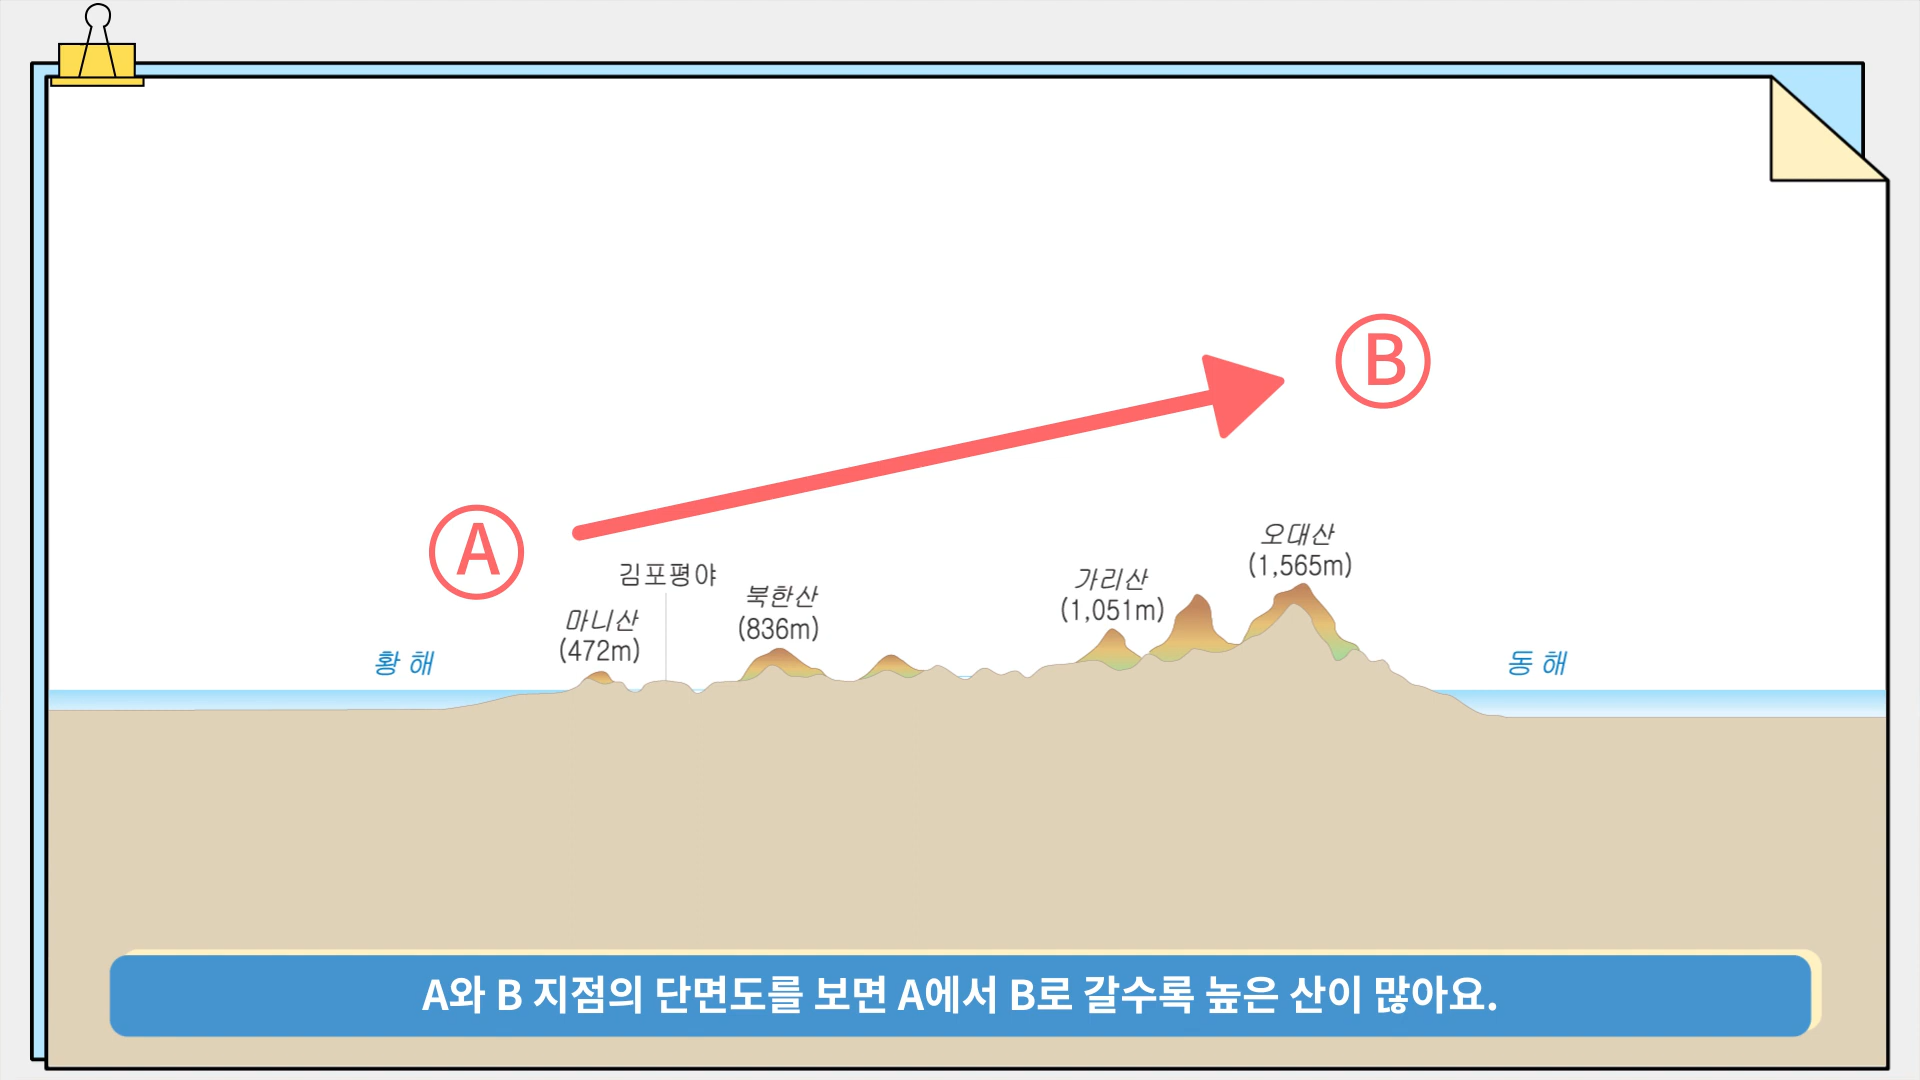 Ⓑ
Ⓐ
오대산
(1,565m)
김포평야
가리산
(1,051m)
북한산
(836m)
마니산
(472m)
황 해
동 해
A와 B 지점의 단면도를 보면 A에서 B로 갈수록 높은 산이 많아요.